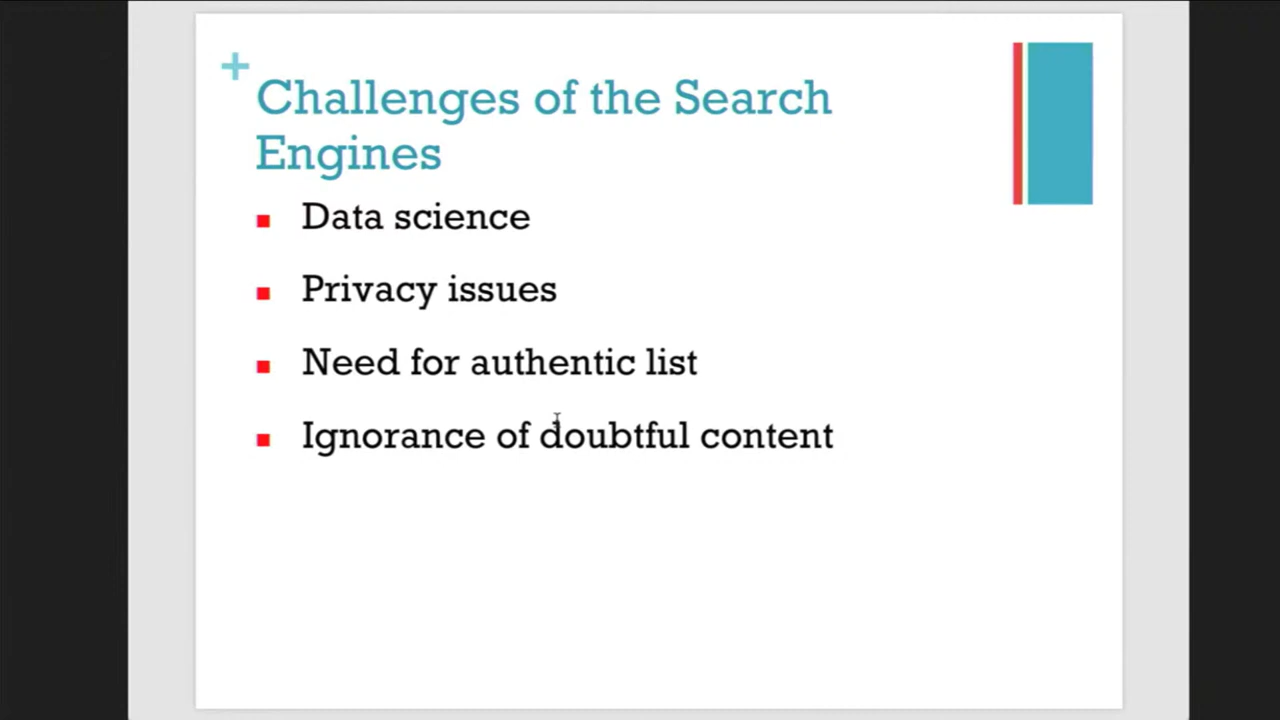 Challenges of the Search
Engines
Data science
Privacy issues
Need for authentic list
Ignorance of doubtful content